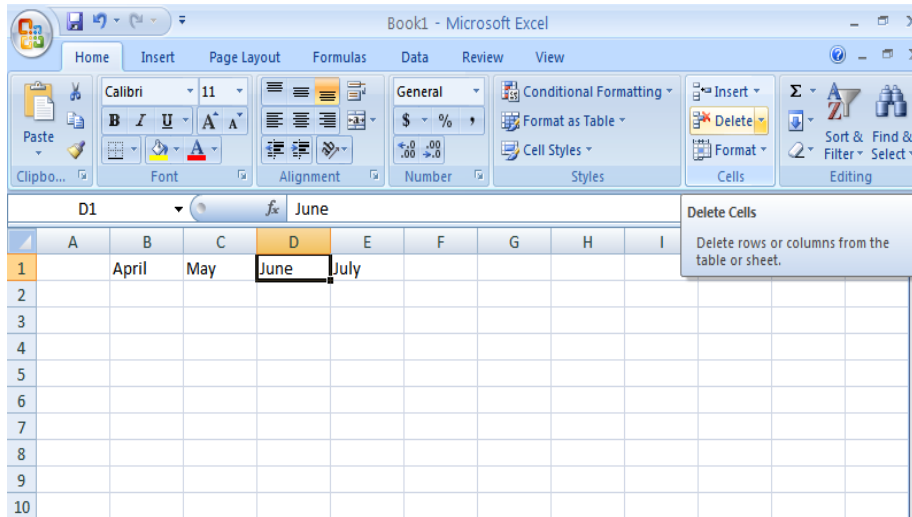 Book1 - Microsoft Excel
Home Insert Page Layout Formulas Data Review View
Calibri 11 General Conditional Formatting Insert Σ
Paste B I U A A $ % , Format as Table Delete Sort & Find &
A .00 .0 Cell Styles Format Filter Select
Clipbo... Font Alignment Number Styles Cells Editing
D1 fx June
Delete Cells
Delete rows or columns from the
table or sheet.
A B C D E F G H I
1 April May June July
2
3
4
5
6
7
8
9
10